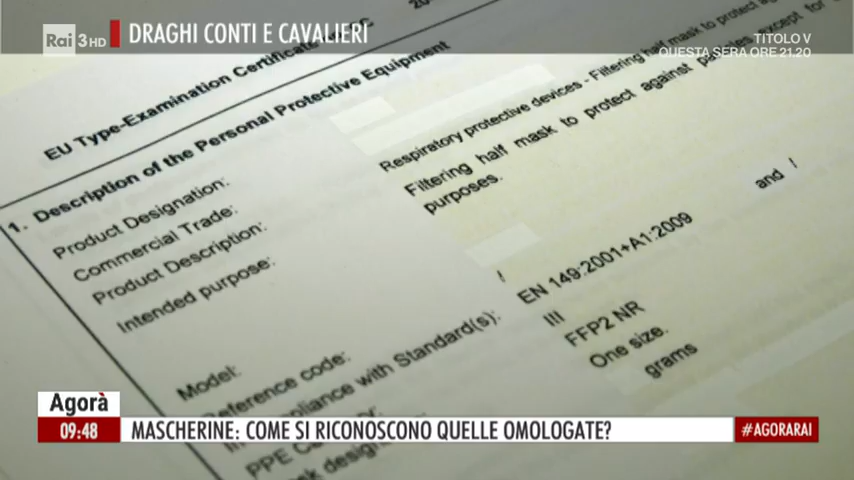 Rai 3 HD
DRAGHI CONTI E CAVALIERI
TITOLO V
QUESTA SERA ORE 21.20
EU Type-Examination Certificate
1. Description of the Personal Protective Equipment
Product Designation:
Respiratory protective devices - Filtering half mask to protect
Commercial Trade:
Filtering half mask to protect against particles except for
Product Description:
purposes.
Intended purpose:
and /
Model:
/
Reference code:
EN 149:2001+A1:2009
compliance with Standard(s):
III
PPE
FFP2 NR
One size.
grams
Agorà
09:48
MASCHERINE: COME SI RICONOSCONO QUELLE OMOLOGATE?
#AGORARAI